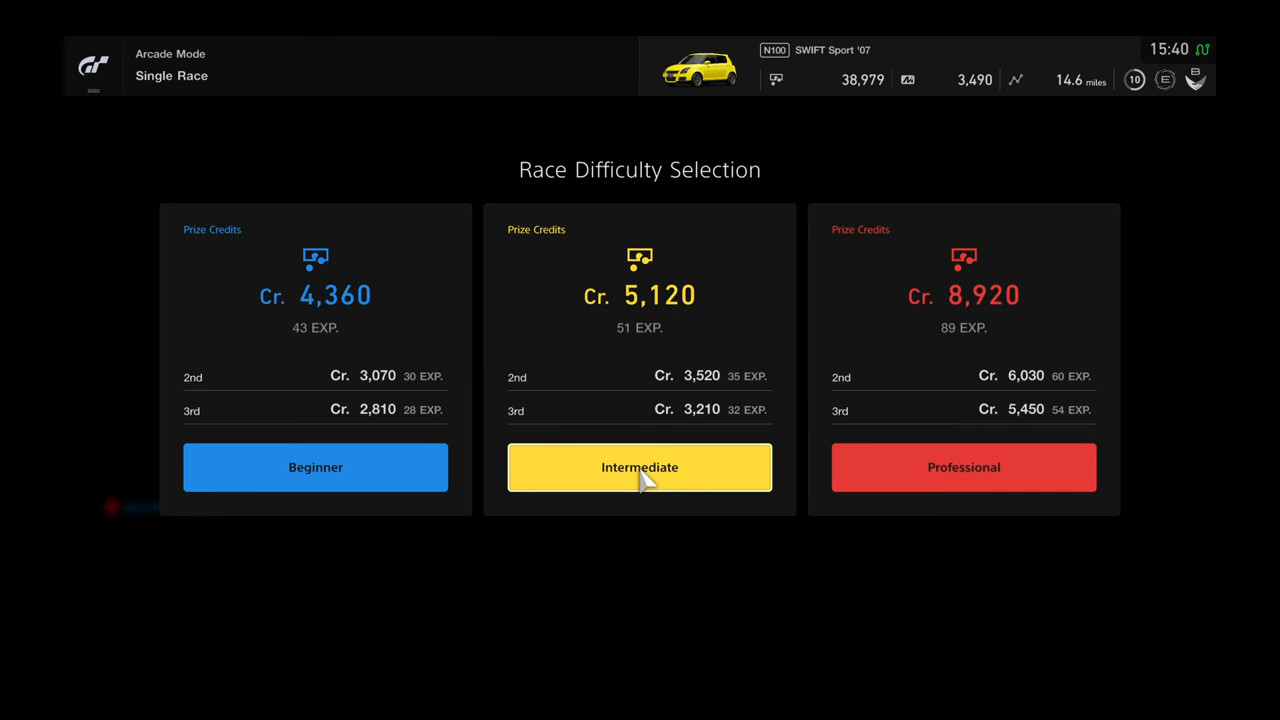 Arcade Mode
Single Race
N100 SWIFT Sport '07
38,979
3,490
14.6 miles
15:40
10
E
B
Race Difficulty Selection
Prize Credits
Cr. 4,360
43 EXP.
2nd Cr. 3,070 30 EXP.
3rd Cr. 2,810 28 EXP.
Beginner
Prize Credits
Cr. 5,120
51 EXP.
2nd Cr. 3,520 35 EXP.
3rd Cr. 3,210 32 EXP.
Intermediate
Prize Credits
Cr. 8,920
89 EXP.
2nd Cr. 6,030 60 EXP.
3rd Cr. 5,450 54 EXP.
Professional